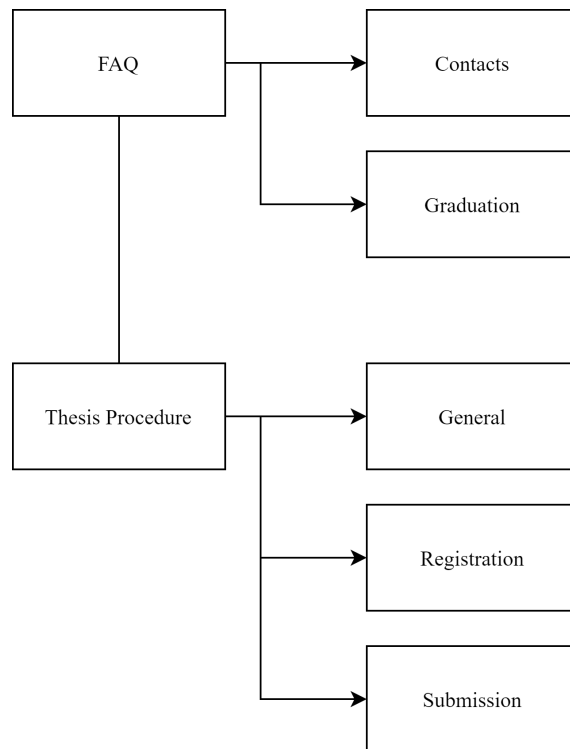 FAQ
Contacts
Graduation
Thesis Procedure
General
Registration
Submission